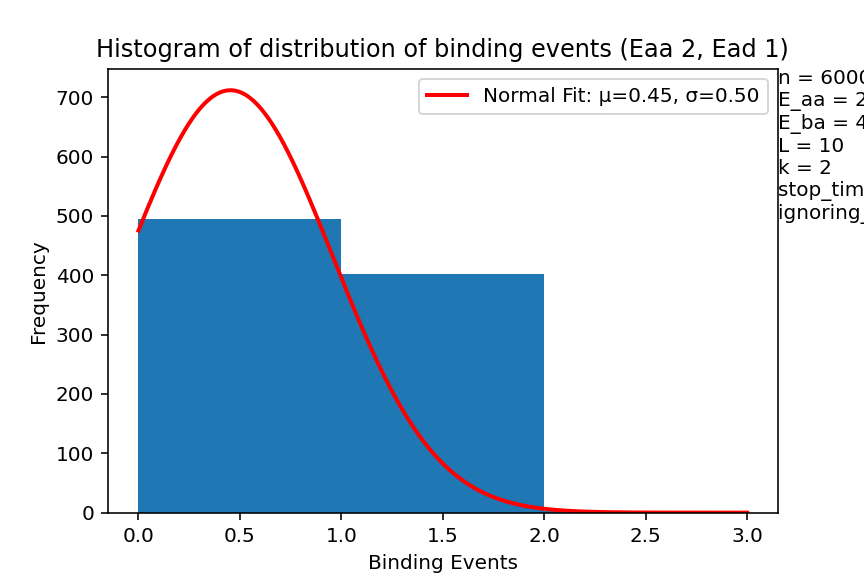 Histogram of distribution of binding events (Eaa 2, Ead 1)
Normal Fit: μ=0.45, σ=0.50
n = 6000
E_aa = 2
E_ba = 4
L = 10
k = 2
stop_tim
ignoring_
Frequency
700
600
500
400
300
200
100
0
0.0 0.5 1.0 1.5 2.0 2.5 3.0
Binding Events